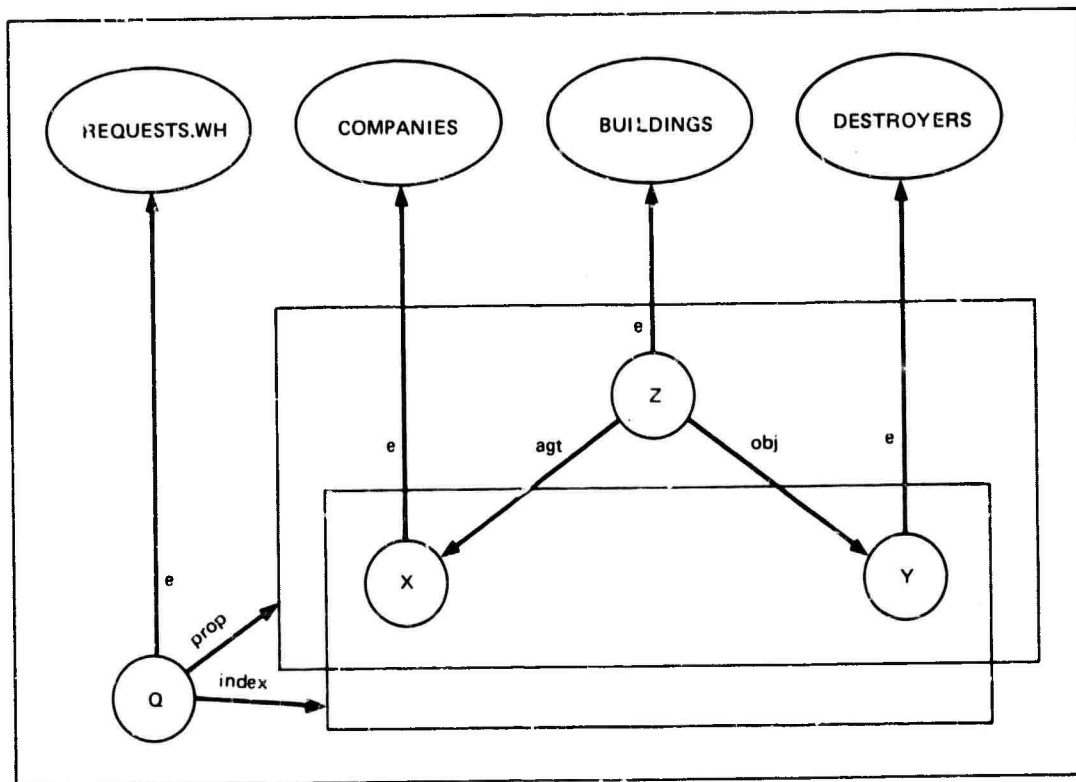 REQUESTS.WH COMPANIES BUILDINGS DESTROYERS
e
Z
e agt obj e
X Y
e
prop
index
Q